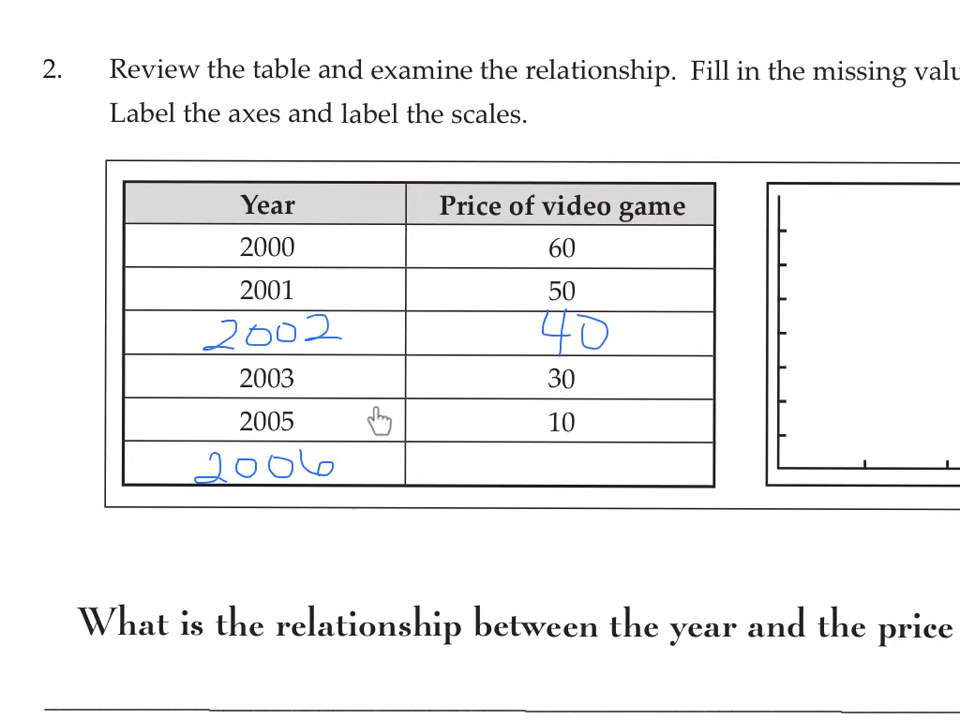 2. Review the table and examine the relationship. Fill in the missing valu
Label the axes and label the scales.
Year Price of video game
2000 60
2001 50
2002 40
2003 30
2005 10
2006
What is the relationship between the year and the price